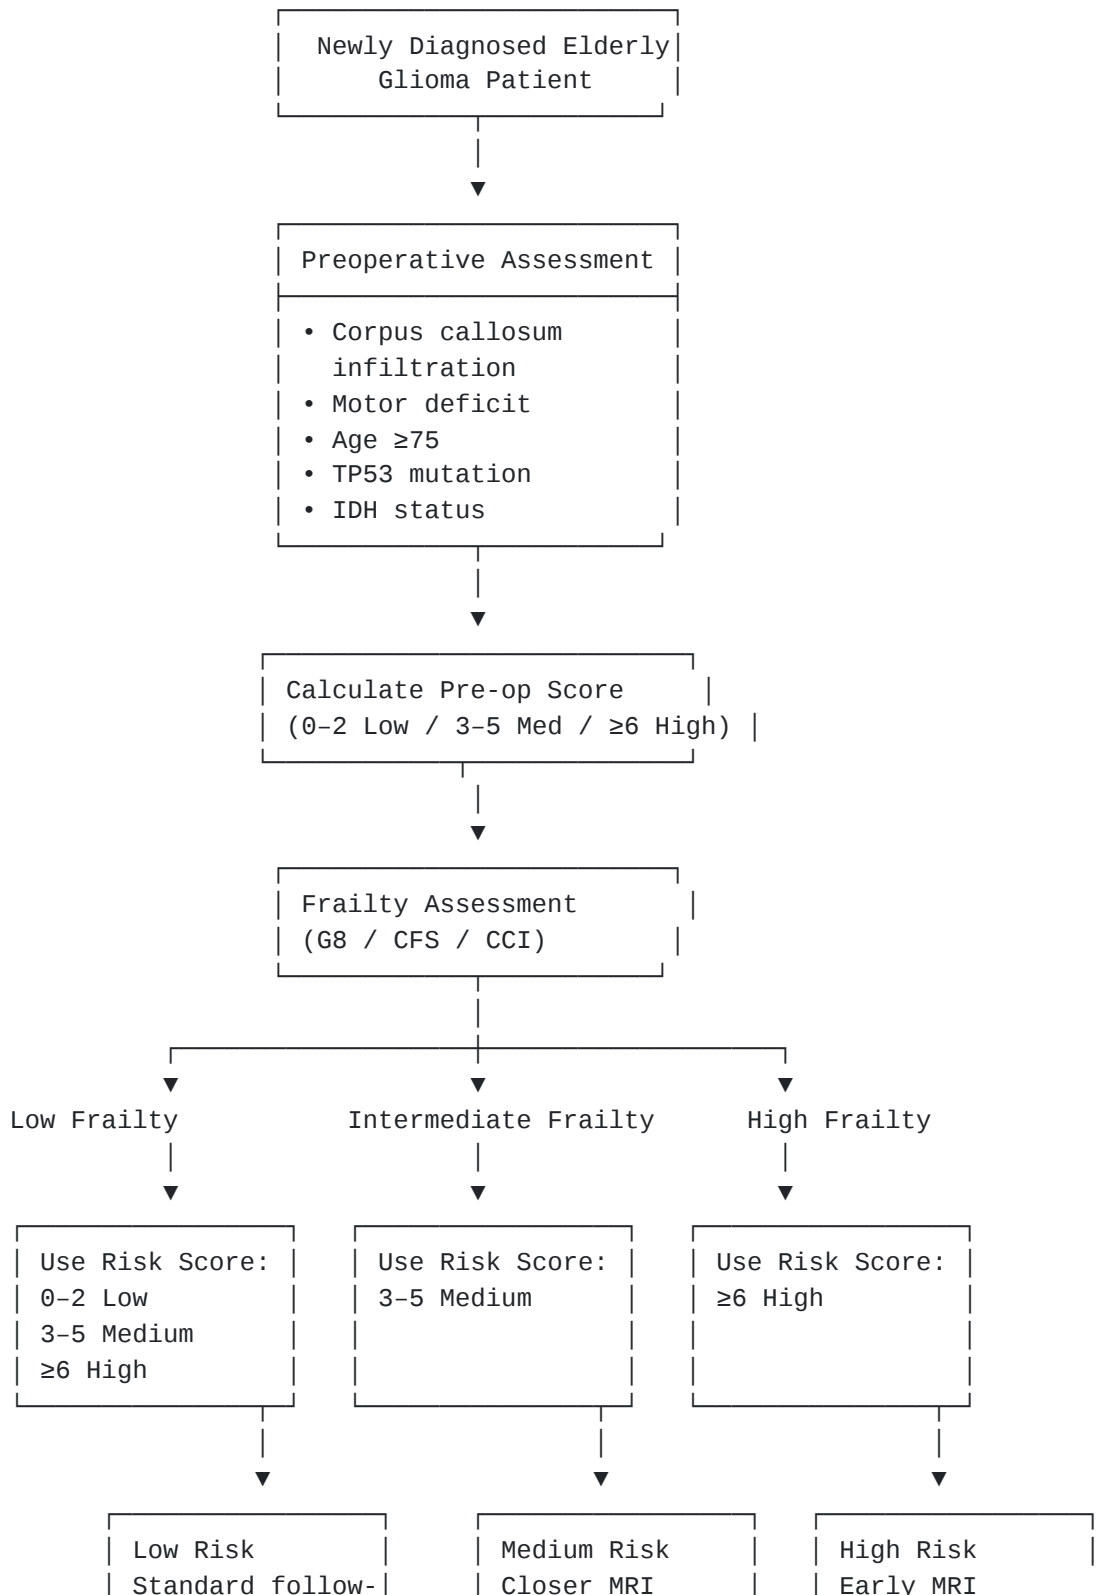 Newly Diagnosed Elderly
Glioma Patient
Preoperative Assessment
• Corpus callosum
infiltration
• Motor deficit
• Age ≥75
• TP53 mutation
• IDH status
Calculate Pre-op Score
(0–2 Low / 3–5 Med / ≥6 High)
Frailty Assessment
(G8 / CFS / CCI)
Low Frailty
Intermediate Frailty
High Frailty
Use Risk Score:
0–2 Low
3–5 Medium
≥6 High
Use Risk Score:
3–5 Medium
Use Risk Score:
≥6 High
Low Risk
Standard follow-
Medium Risk
Closer MRI
High Risk
Early MRI